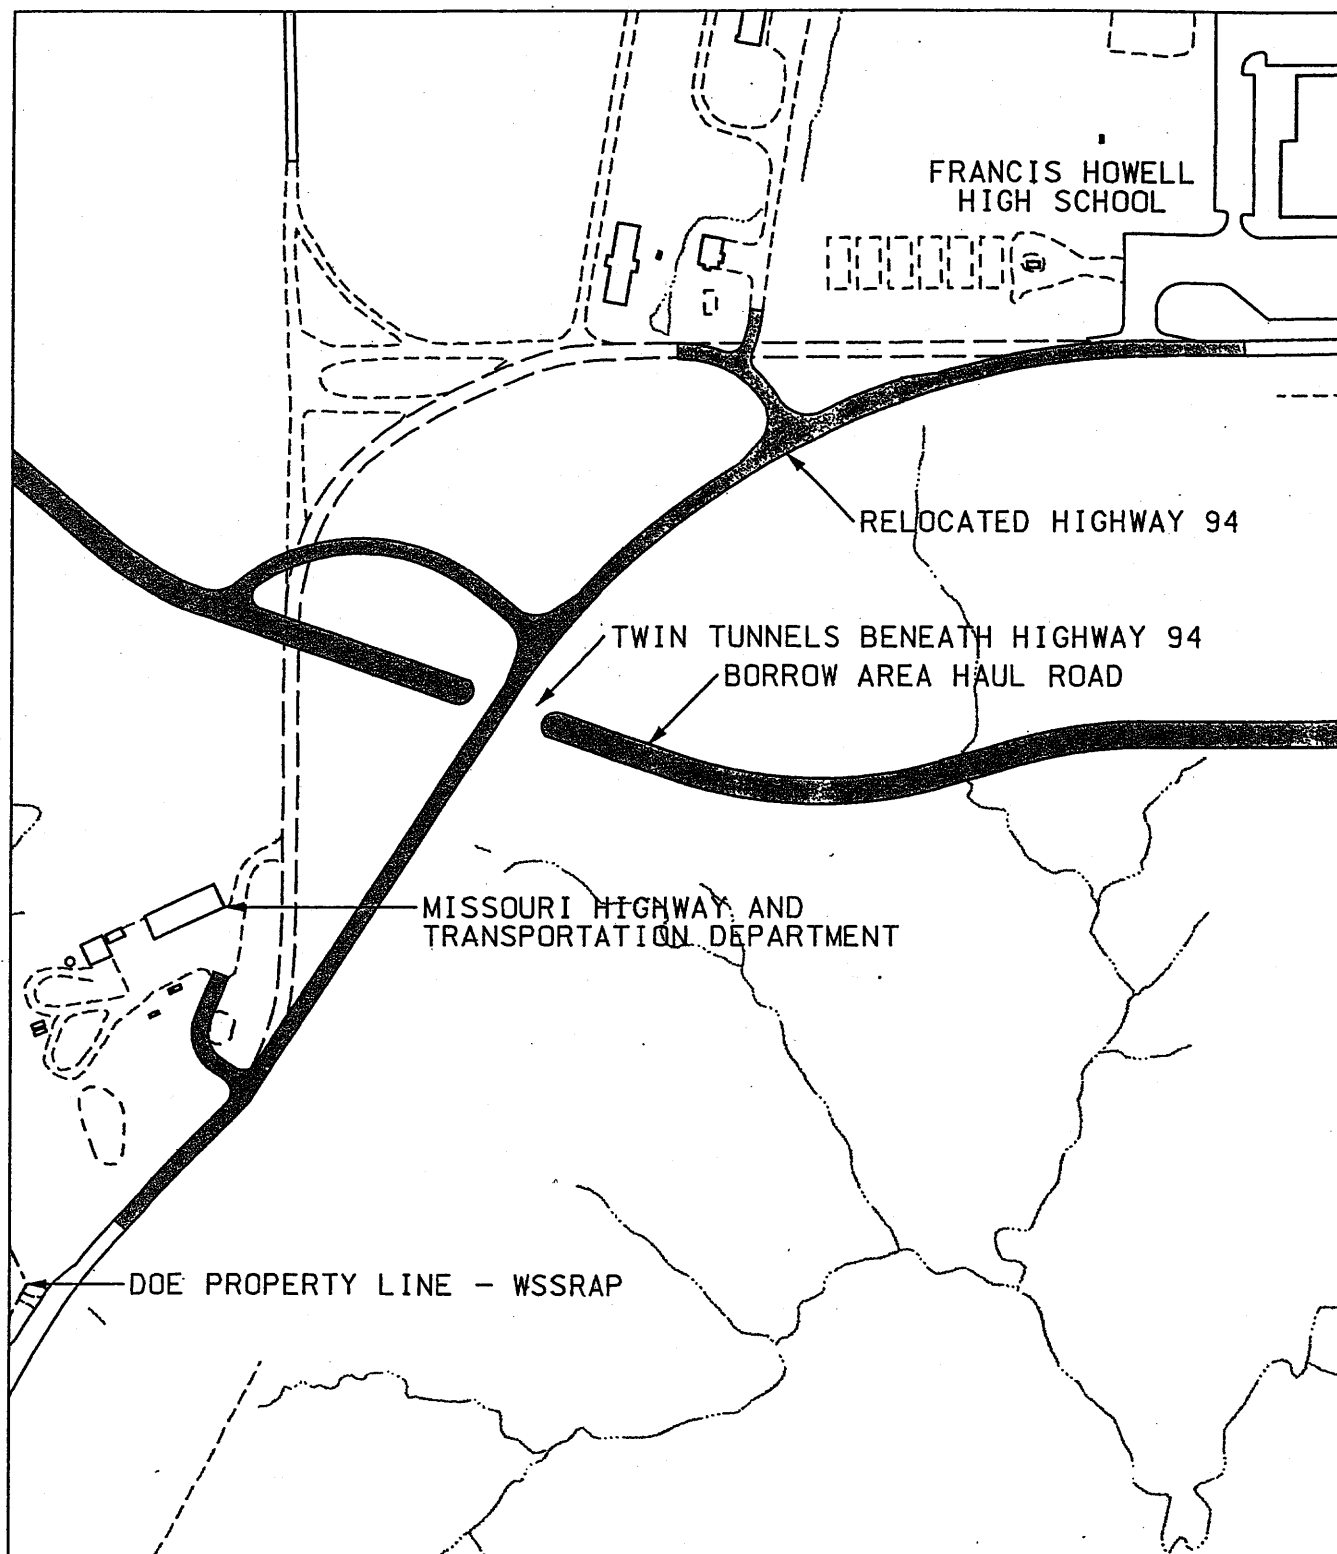 FRANCIS HOWELL
HIGH SCHOOL
RELOCATED HIGHWAY 94
TWIN TUNNELS BENEATH HIGHWAY 94
BORROW AREA HAUL ROAD
MISSOURI HIGHWAY AND
TRANSPORTATION DEPARTMENT
DOE PROPERTY LINE - WSSRAP